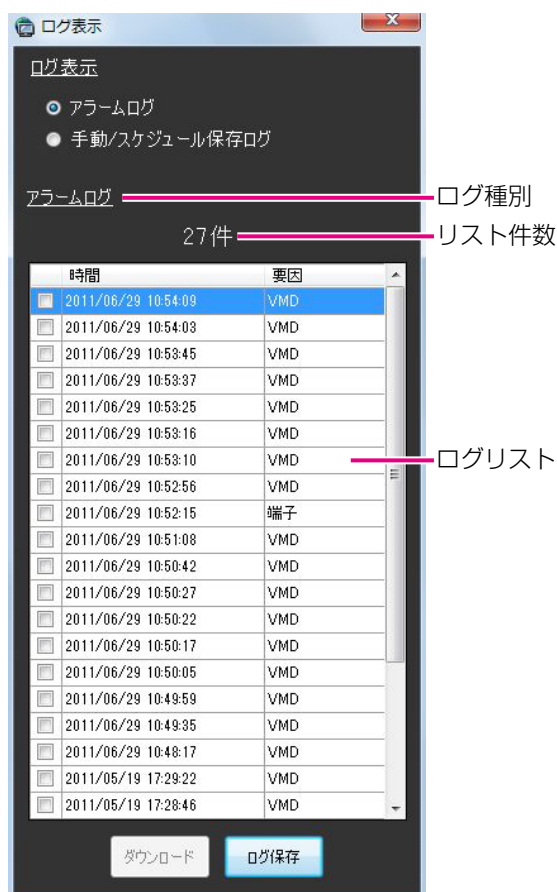 ログ表示
ログ表示
アラームログ
手動/スケジュール保存ログ
アラームログ ログ種別
27件 リスト件数
時間 要因
2011/06/29 10:54:09 VMD
2011/06/29 10:54:03 VMD
2011/06/29 10:53:45 VMD
2011/06/29 10:53:37 VMD
2011/06/29 10:53:25 VMD
2011/06/29 10:53:16 VMD
2011/06/29 10:53:10 VMD ログリスト
2011/06/29 10:52:56 VMD
2011/06/29 10:52:15 端子
2011/06/29 10:51:08 VMD
2011/06/29 10:50:42 VMD
2011/06/29 10:50:27 VMD
2011/06/29 10:50:22 VMD
2011/06/29 10:50:17 VMD
2011/06/29 10:50:05 VMD
2011/06/29 10:49:59 VMD
2011/06/29 10:49:35 VMD
2011/06/29 10:48:17 VMD
2011/05/19 17:29:22 VMD
2011/05/19 17:28:46 VMD
ダウンロード ログ保存